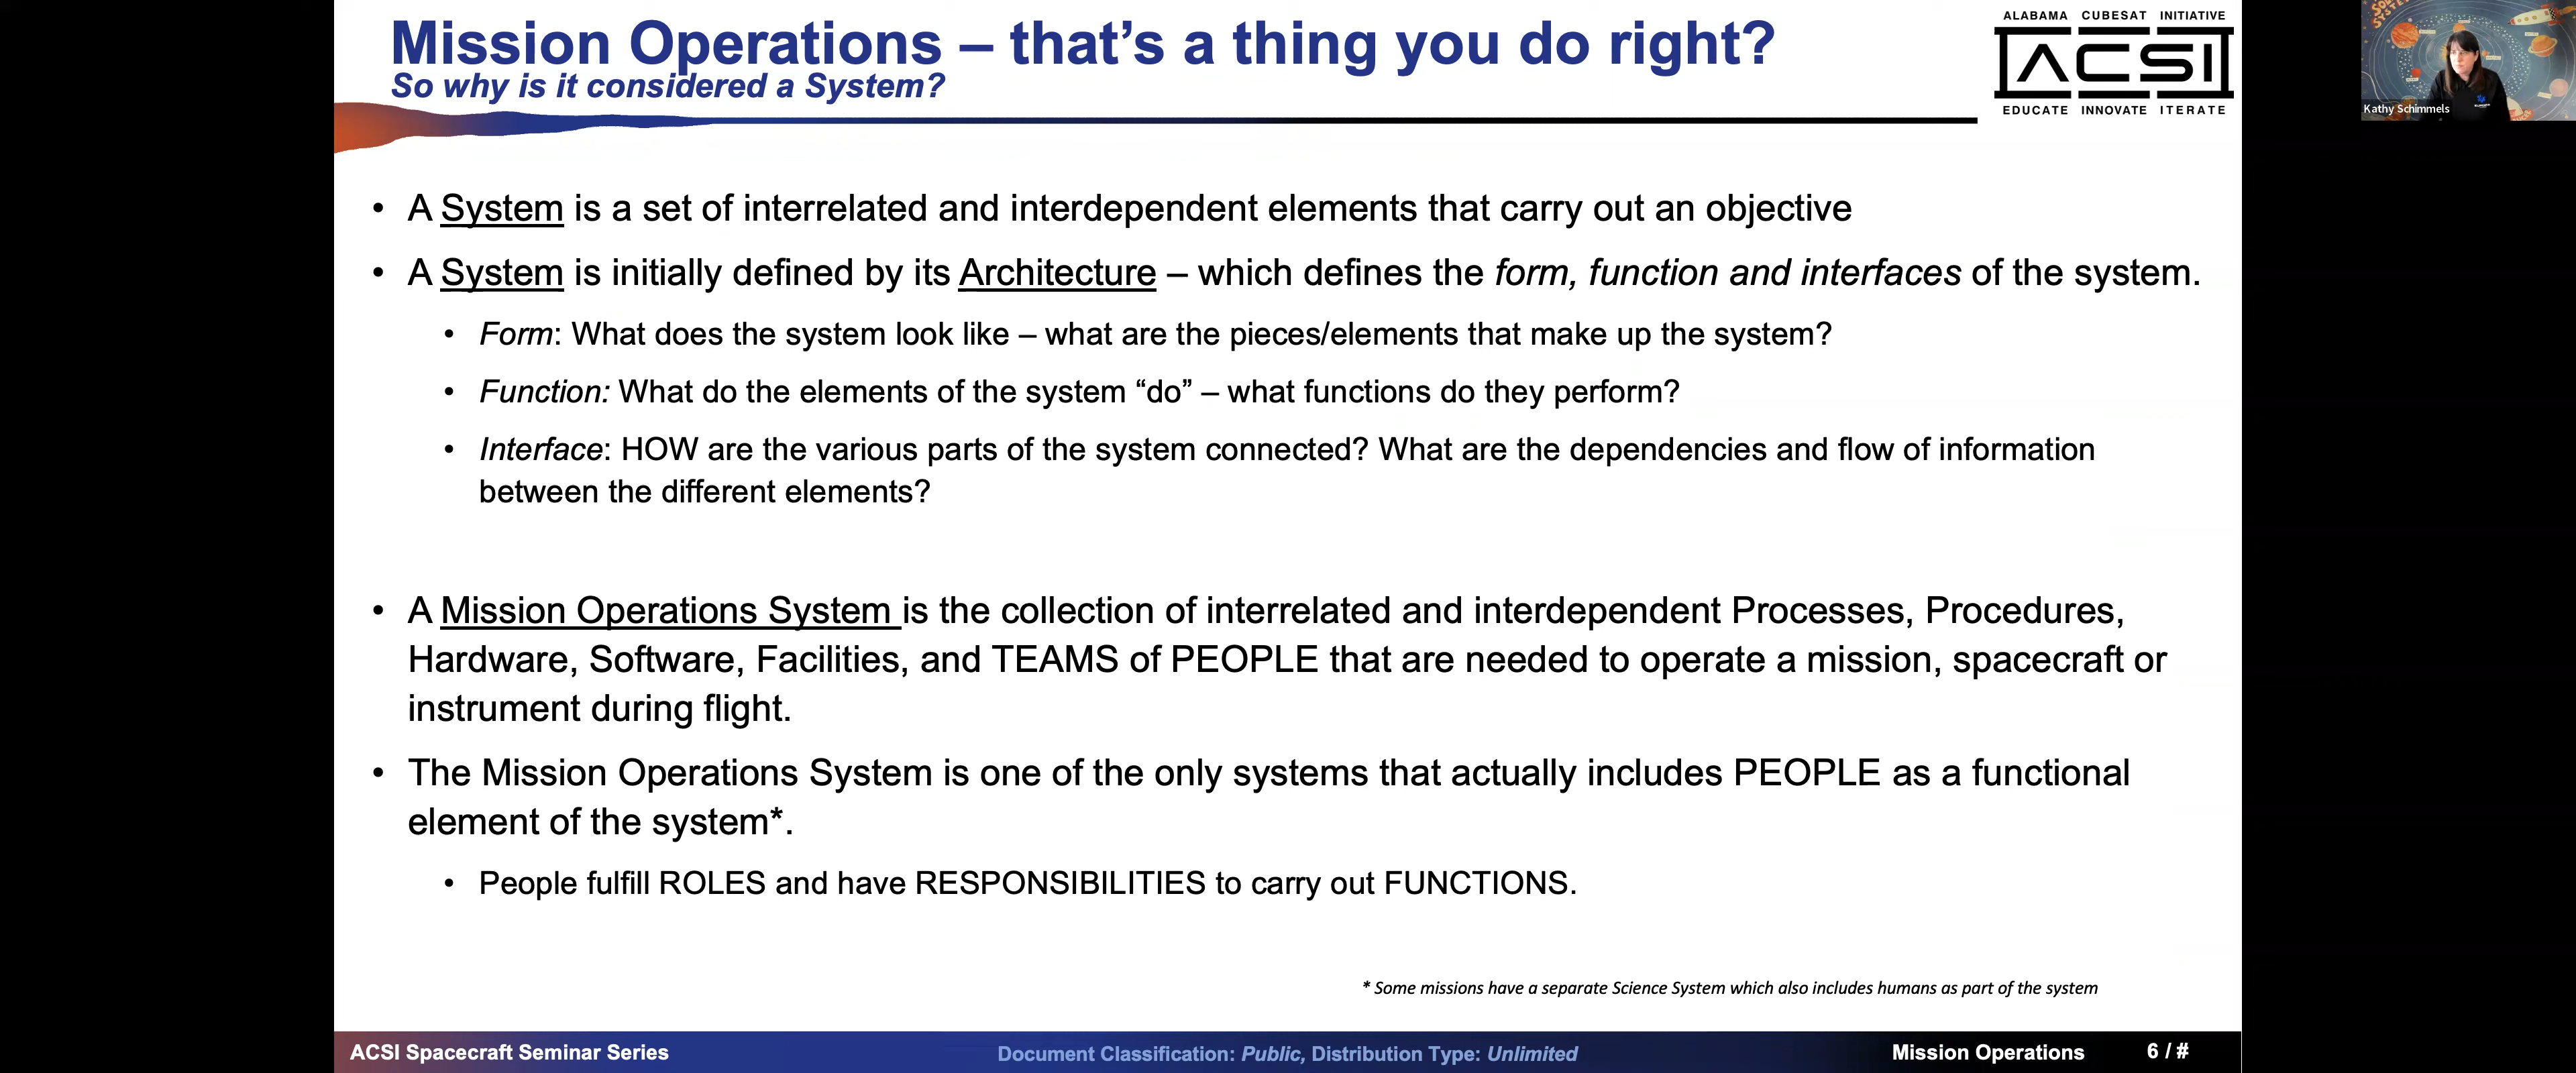 Mission Operations – that's a thing you do right?
So why is it considered a System?
ALABAMA CUBESAT INITIATIVE
ACSI
EDUCATE INNOVATE ITERATE
Kathy Schimmels
• A System is a set of interrelated and interdependent elements that carry out an objective
• A System is initially defined by its Architecture – which defines the form, function and interfaces of the system.
• Form: What does the system look like – what are the pieces/elements that make up the system?
• Function: What do the elements of the system “do” – what functions do they perform?
• Interface: HOW are the various parts of the system connected? What are the dependencies and flow of information
between the different elements?
• A Mission Operations System is the collection of interrelated and interdependent Processes, Procedures,
Hardware, Software, Facilities, and TEAMS of PEOPLE that are needed to operate a mission, spacecraft or
instrument during flight.
• The Mission Operations System is one of the only systems that actually includes PEOPLE as a functional
element of the system*.
• People fulfill ROLES and have RESPONSIBILITIES to carry out FUNCTIONS.
* Some missions have a separate Science System which also includes humans as part of the system
ACSI Spacecraft Seminar Series
Document Classification: Public, Distribution Type: Unlimited
Mission Operations
6 / #